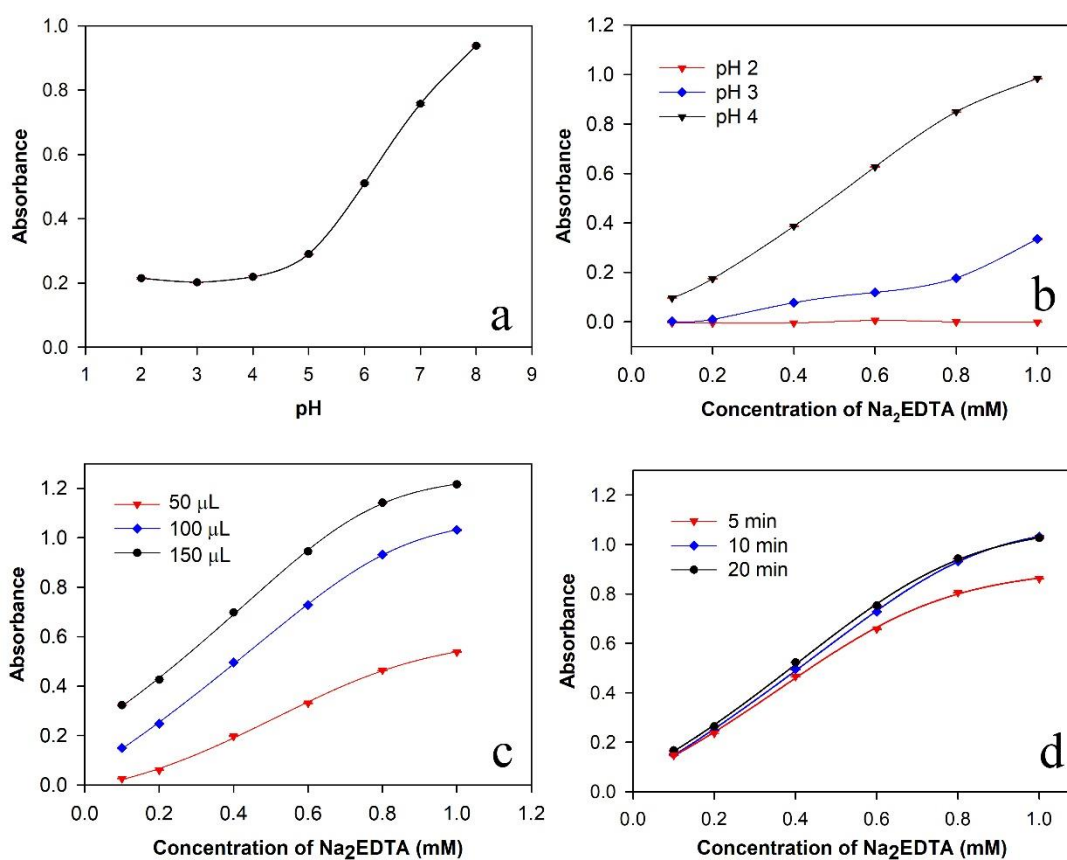 1.0
0.8
0.6
0.4
0.2
0.0
Absorbance
1 2 3 4 5 6 7 8 9
pH
a
1.2
1.0
0.8
0.6
0.4
0.2
0.0
Absorbance
pH 2
pH 3
pH 4
0.0 0.2 0.4 0.6 0.8 1.0
Concentration of Na₂EDTA (mM)
b
1.2
1.0
0.8
0.6
0.4
0.2
0.0
Absorbance
50 μL
100 μL
150 μL
0.0 0.2 0.4 0.6 0.8 1.0 1.2
Concentration of Na2EDTA (mM)
c
1.2
1.0
0.8
0.6
0.4
0.2
0.0
Absorbance
5 min
10 min
20 min
0.0 0.2 0.4 0.6 0.8 1.0
Concentration of Na2EDTA (mM)
d